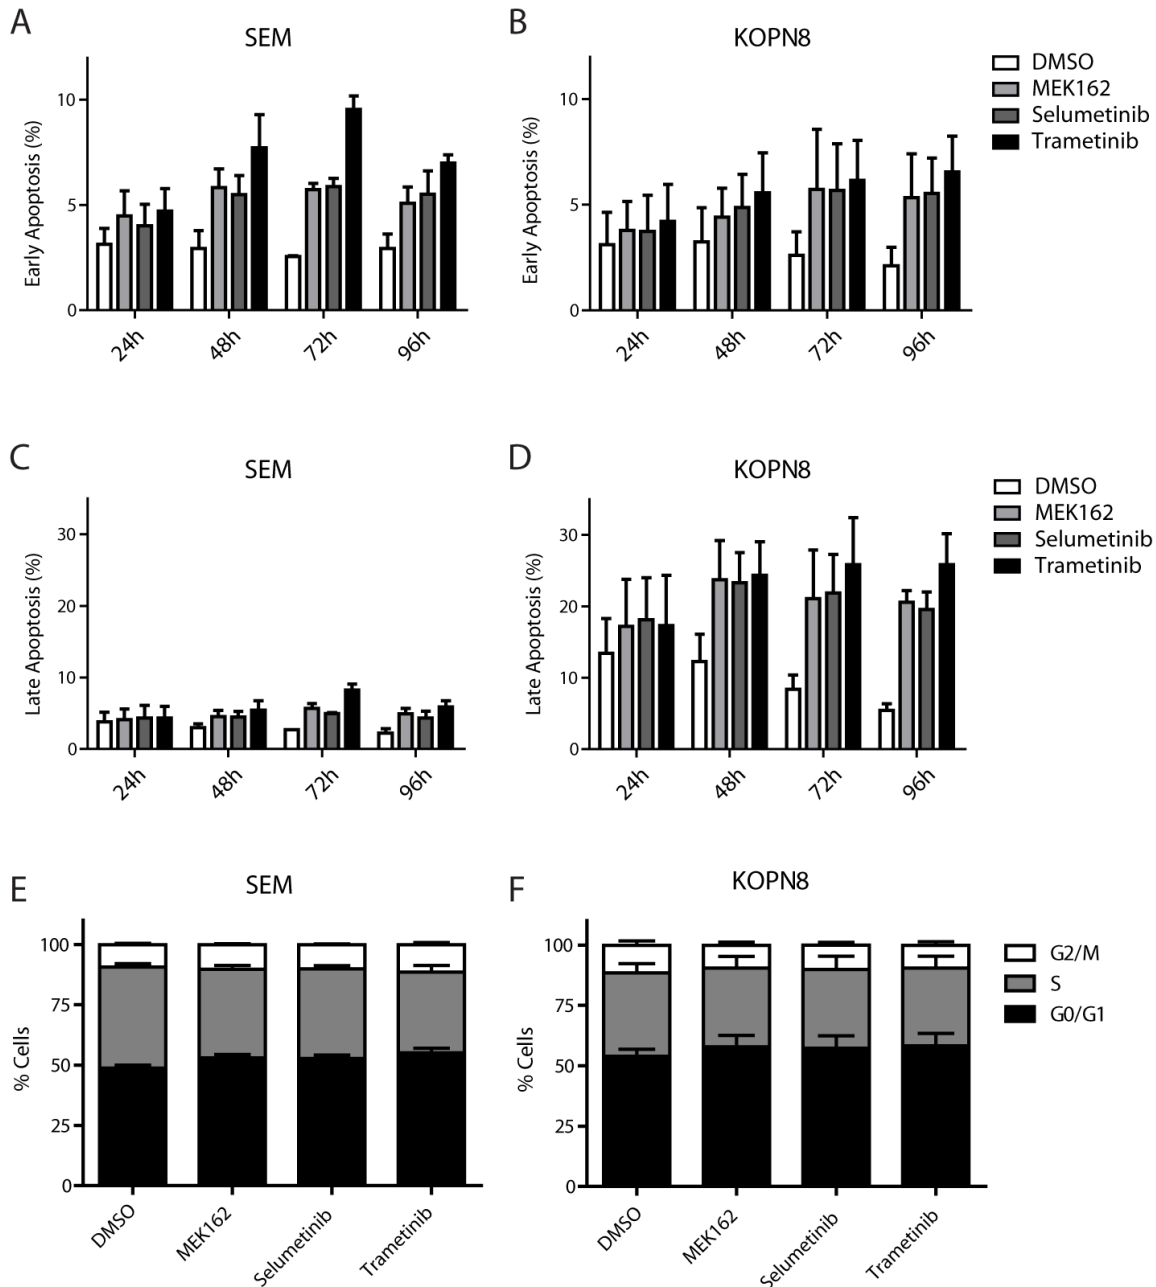 A
SEM
Early Apoptosis (%)
10
5
0
24h
48h
72h
96h
B
KOPN8
Early Apoptosis (%)
10
5
0
24h
48h
72h
96h
DMSO
MEK162
Selumetinib
Trametinib
C
SEM
Late Apoptosis (%)
30
20
10
0
24h
48h
72h
96h
D
KOPN8
Late Apoptosis (%)
30
20
10
0
24h
48h
72h
96h
DMSO
MEK162
Selumetinib
Trametinib
E
SEM
% Cells
100
75
50
25
0
DMSO
MEK162
Selumetinib
Trametinib
F
KOPN8
% Cells
100
75
50
25
0
DMSO
MEK162
Selumetinib
Trametinib
G2/M
S
G0/G1